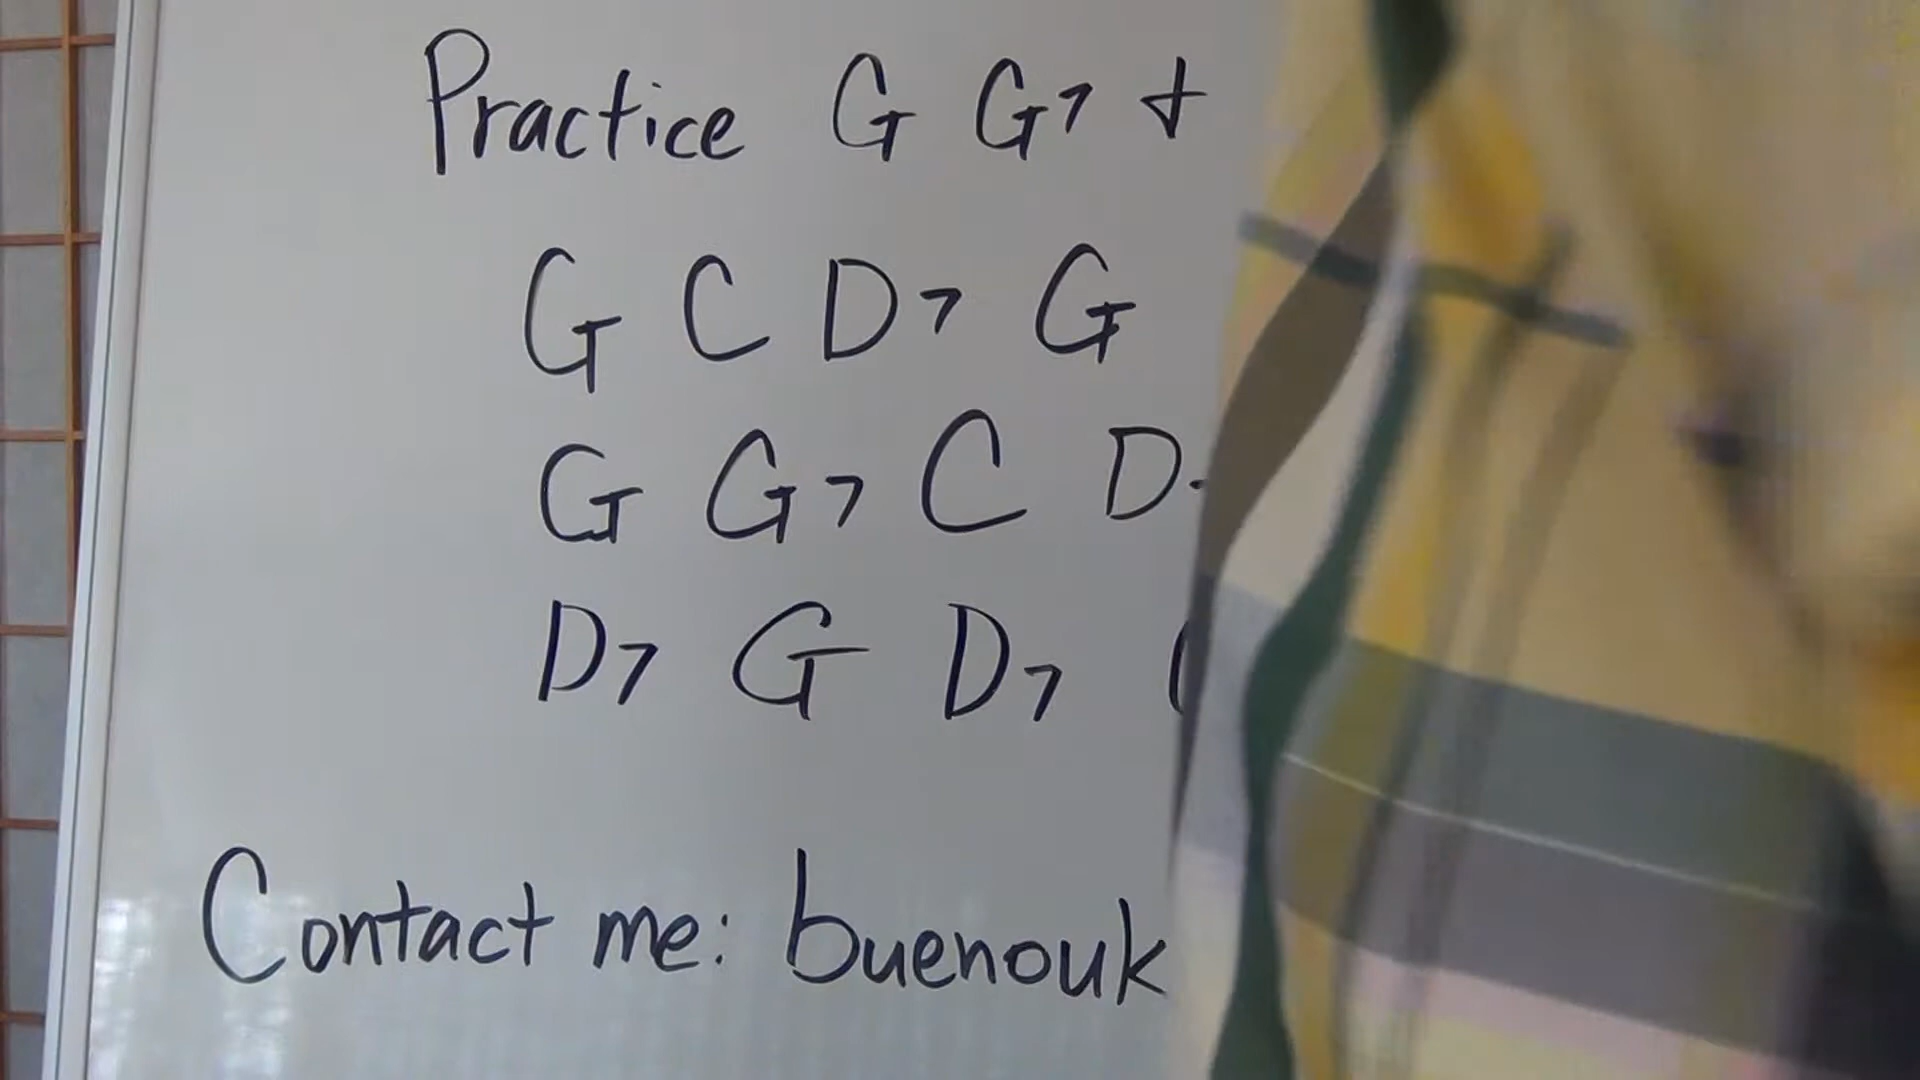 Practice G G7 +
G C D7 G
G G7 C D
D7 G D7
Contact me: buenouk